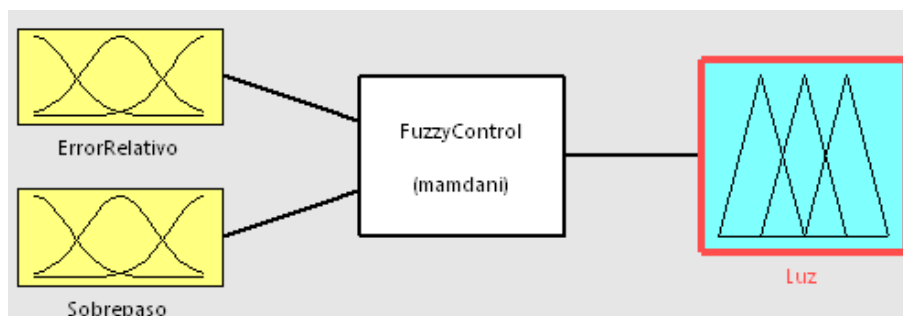 ErrorRelativo
FuzzyControl
(mamdani)
Luz
Sobrepaso